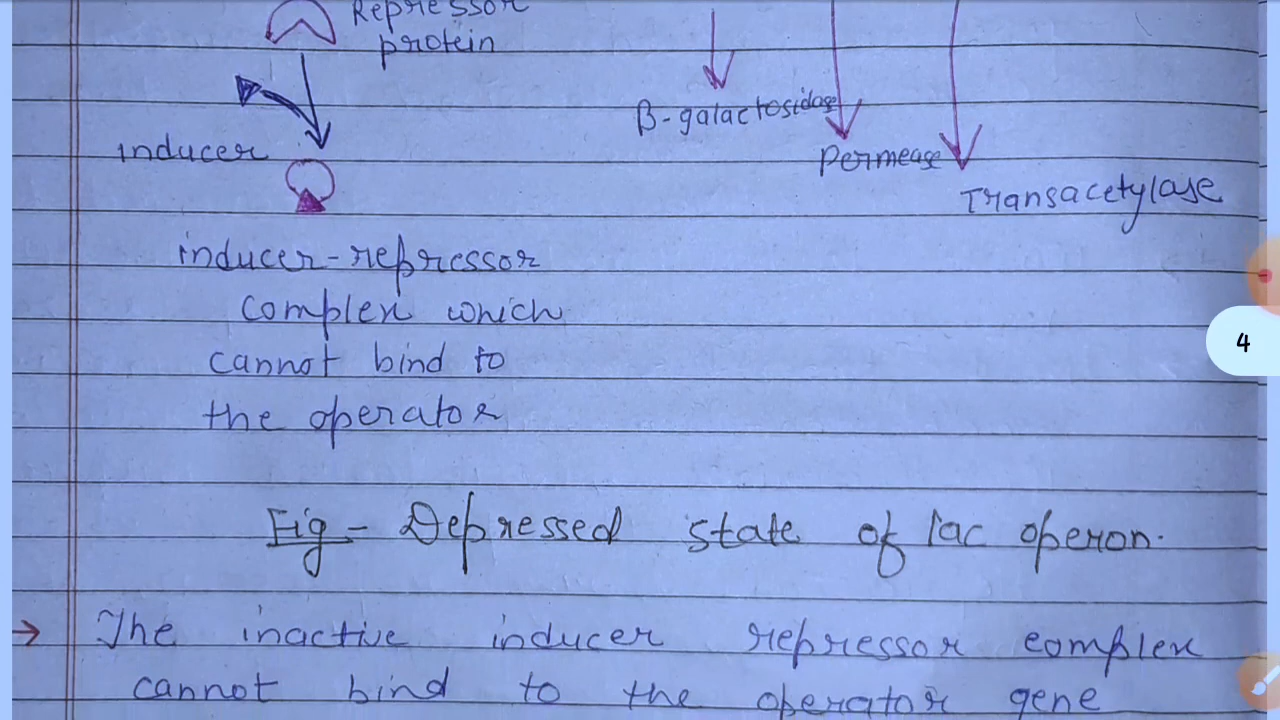 Repressor
protein
β-galactosidase
inducer
Permease
Transacetylase
inducer-repressor
complex which
cannot bind to
the operator
4
Fig - Depressed state of lac operon.
→ The inactive inducer repressor complex
cannot bind to the operator gene